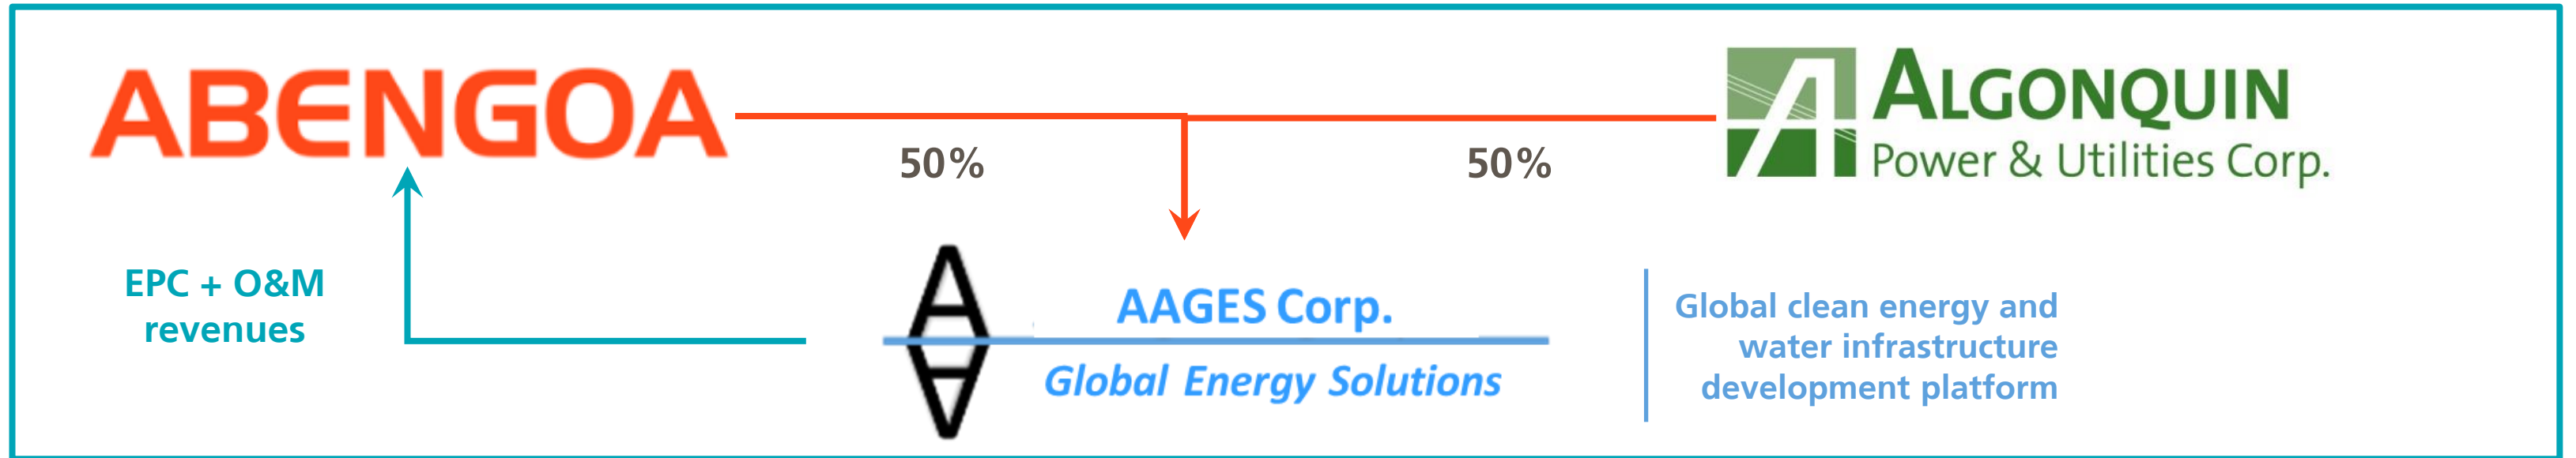 ABENGOA
ALGONQUIN
Power & Utilities Corp.
50%
50%
EPC + O&M
revenues
AAGES Corp.
Global Energy Solutions
Global clean energy and
water infrastructure
development platform